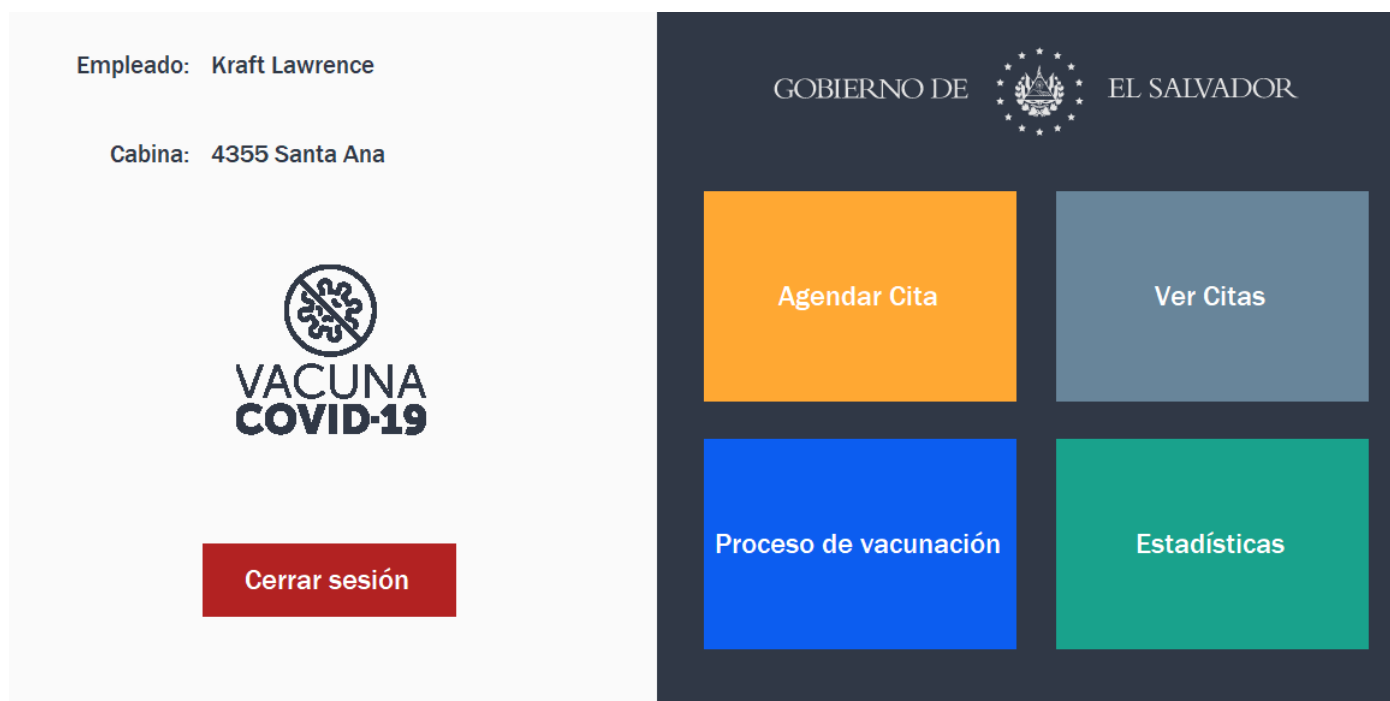 Empleado: Kraft Lawrence
Cabina: 4355 Santa Ana
VACUNA
COVID-19
Cerrar sesión
GOBIERNO DE EL SALVADOR
Agendar Cita
Ver Citas
Proceso de vacunación
Estadísticas